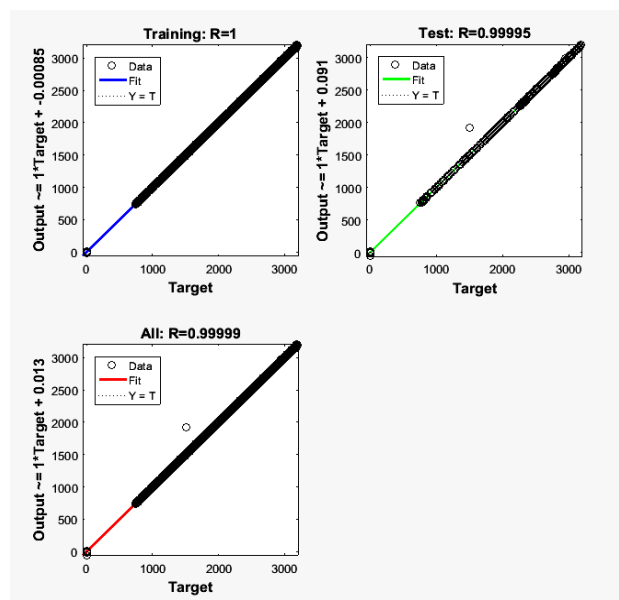 Training: R=1
Output ~= 1*Target + -0.00085
3000
2500
2000
1500
1000
500
0
Data
Fit
Y = T
0
1000
2000
3000
Target
Test: R=0.99995
Output ~= 1*Target + 0.091
3000
2500
2000
1500
1000
500
0
Data
Fit
Y = T
0
1000
2000
3000
Target
All: R=0.99999
Output ~= 1*Target + 0.013
3000
2500
2000
1500
1000
500
0
Data
Fit
Y = T
0
1000
2000
3000
Target